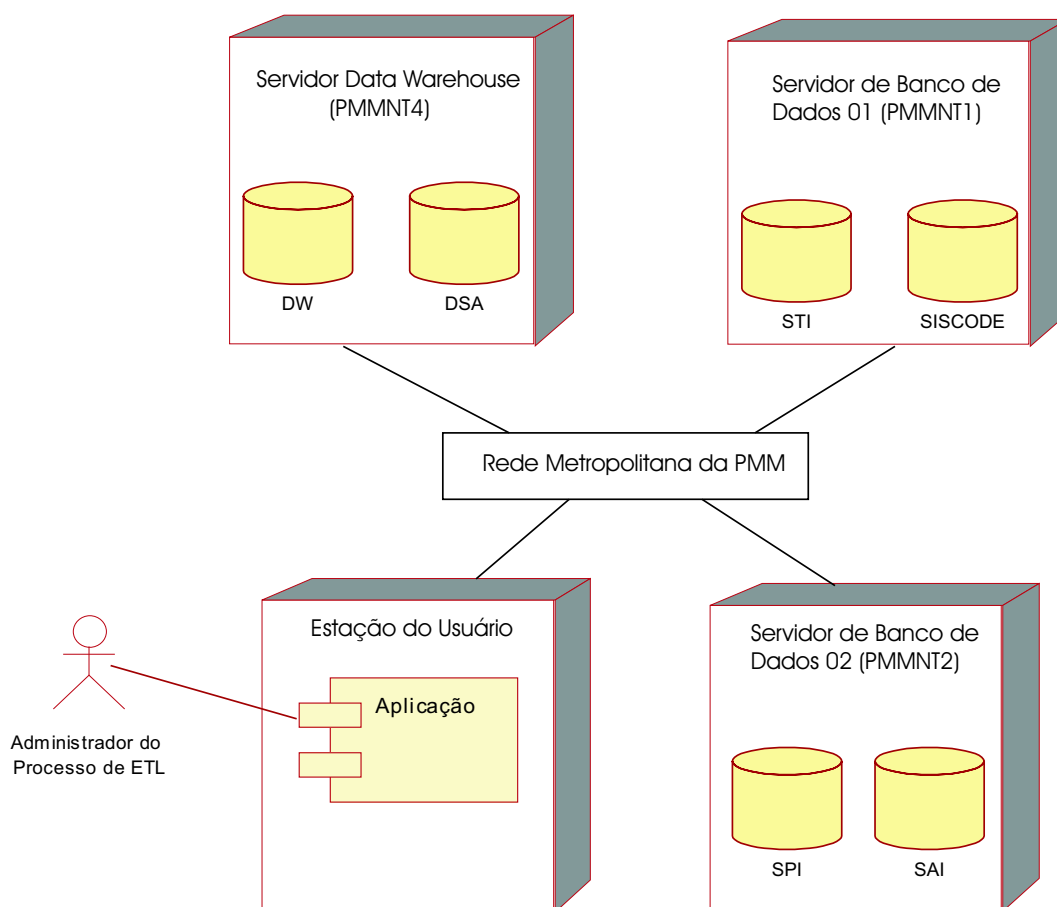 Servidor Data Warehouse
(PMMNT4)
DW
DSA
Servidor de Banco de
Dados 01 (PMMNT1)
STI
SISCODE
Rede Metropolitana da PMM
Estação do Usuário
Aplicação
Administrador do
Processo de ETL
Servidor de Banco de
Dados 02 (PMMNT2)
SPI
SAI